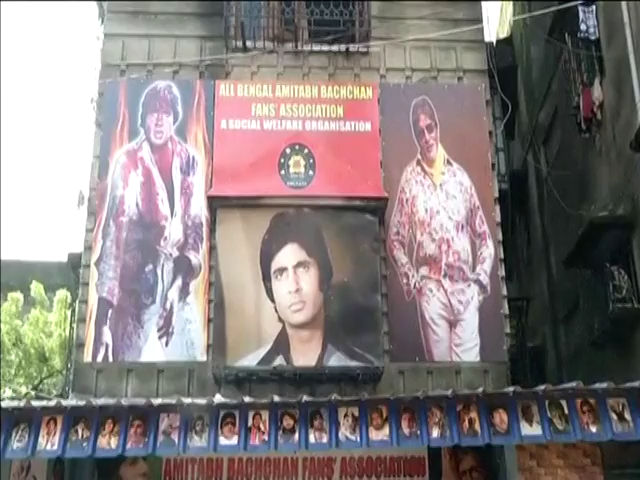 ALL BENGAL AMITABH BACHCHAN
FANS' ASSOCIATION
A SOCIAL WELFARE ORGANISATION
AMITABH BACHCHAN FANS' ASSOCIATION